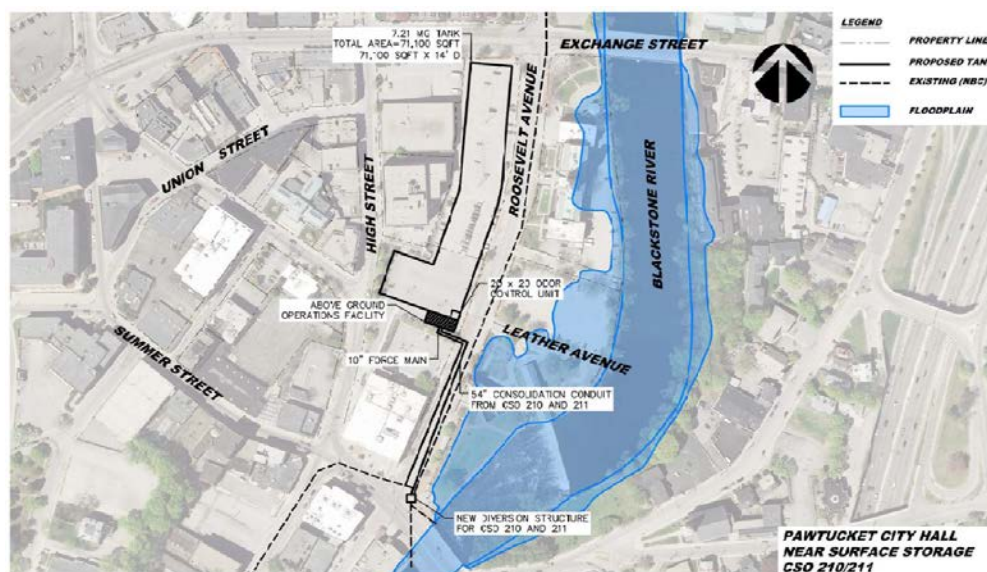 7.21 MG TANK
TOTAL AREA=71,100 SQFT
71,100 SQFT X 14' D.
EXCHANGE STREET
LEGEND
PROPERTY LINE
PROPOSED TANK
EXISTING (NBC)
FLOODPLAIN
UNION STREET
HIGH STREET
ROOSEVELT AVENUE
BLACKSTONE RIVER
20 x 20 ODOR
CONTROL UNIT
ABOVE GROUND
OPERATIONS FACILITY
LEATHER AVENUE
SUMMER STREET
10" FORCE MAIN
54" CONSOLIDATION CONDUIT
FROM CSO 210 AND 211
NEW DIVERSION STRUCTURE
FOR CSO 210 AND 211
PAWTUCKET CITY HALL
NEAR SURFACE STORAGE
CSO 210/211